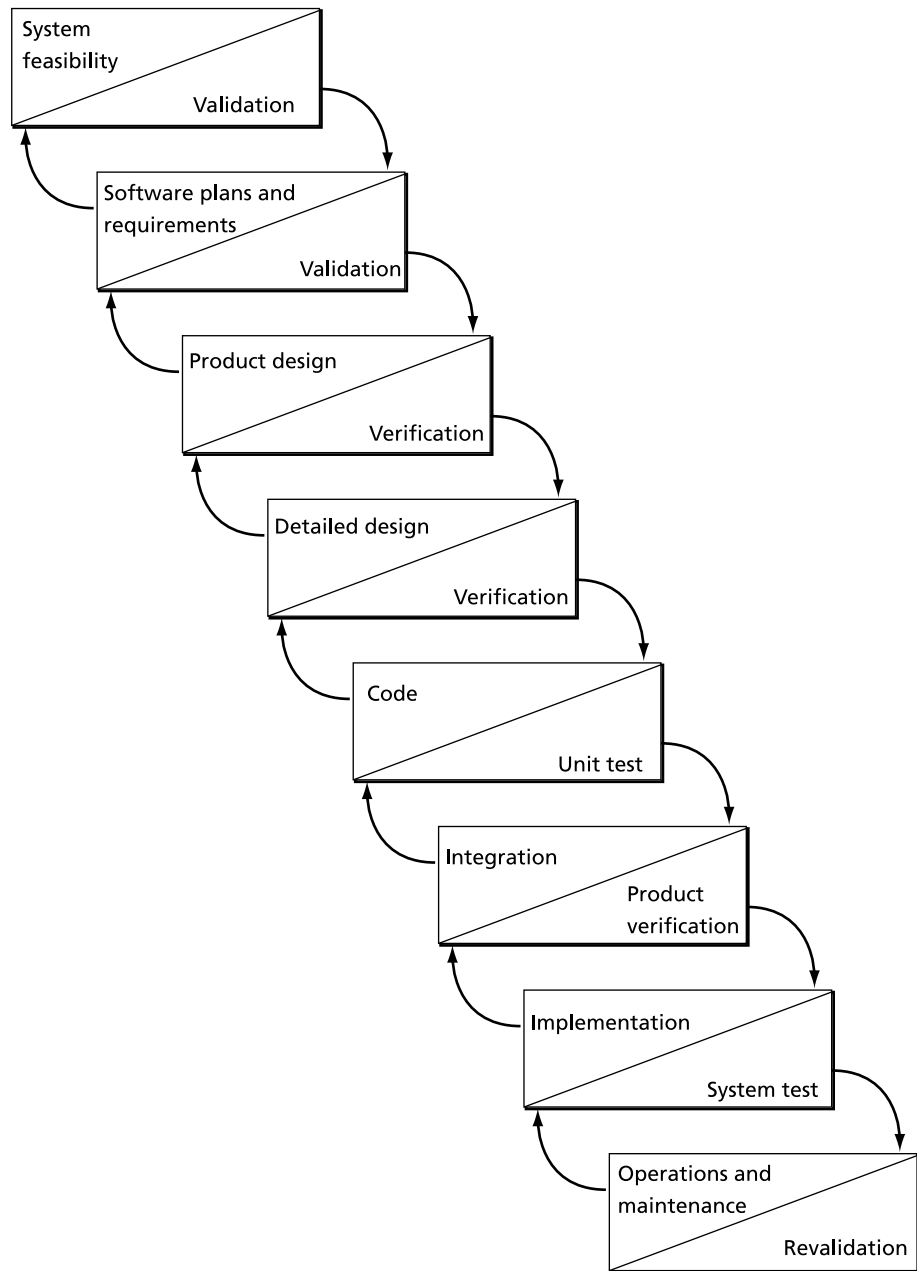 System
feasibility
Validation
Software plans and
requirements
Validation
Product design
Verification
Detailed design
Verification
Code
Unit test
Integration
Product
verification
Implementation
System test
Operations and
maintenance
Revalidation